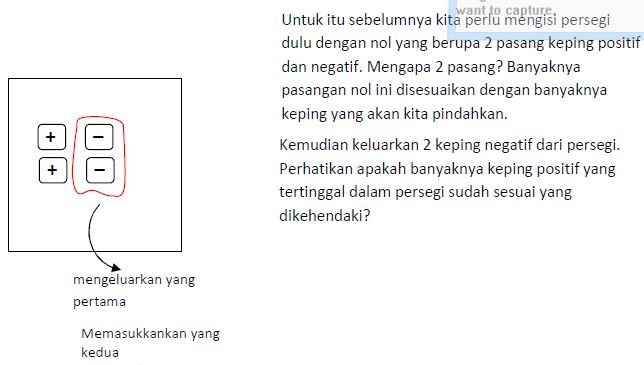 want to capture.
Untuk itu sebelumnya kita perlu mengisi persegi
dulu dengan nol yang berupa 2 pasang keping positif
dan negatif. Mengapa 2 pasang? Banyaknya
pasangan nol ini disesuaikan dengan banyaknya
keping yang akan kita pindahkan.
Kemudian keluarkan 2 keping negatif dari persegi.
Perhatikan apakah banyaknya keping positif yang
tertinggal dalam persegi sudah sesuai yang
dikehendaki?
+ −
+ −
mengeluarkan yang
pertama
Memasukkankan yang
kedua